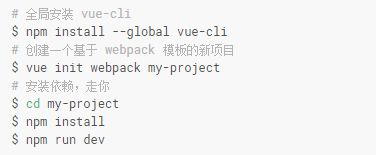 # 全局安装 vue-cli
$ npm install --global vue-cli
# 创建一个基于 webpack 模板的新项目
$ vue init webpack my-project
# 安装依赖，走你
$ cd my-project
$ npm install
$ npm run dev